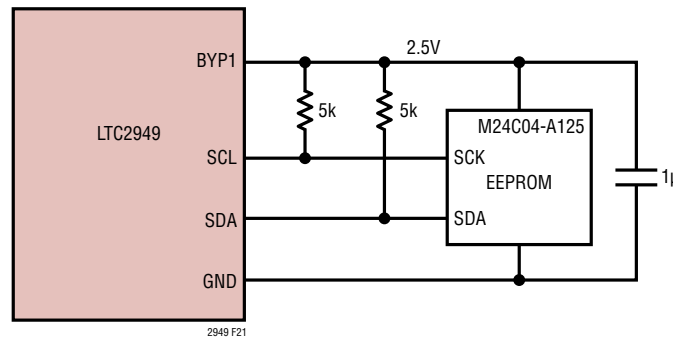 BYP1
2.5V
5k
5k
M24C04-A125
LTC2949
SCL
SCK
EEPROM
SDA
SDA
GND
2949 F21